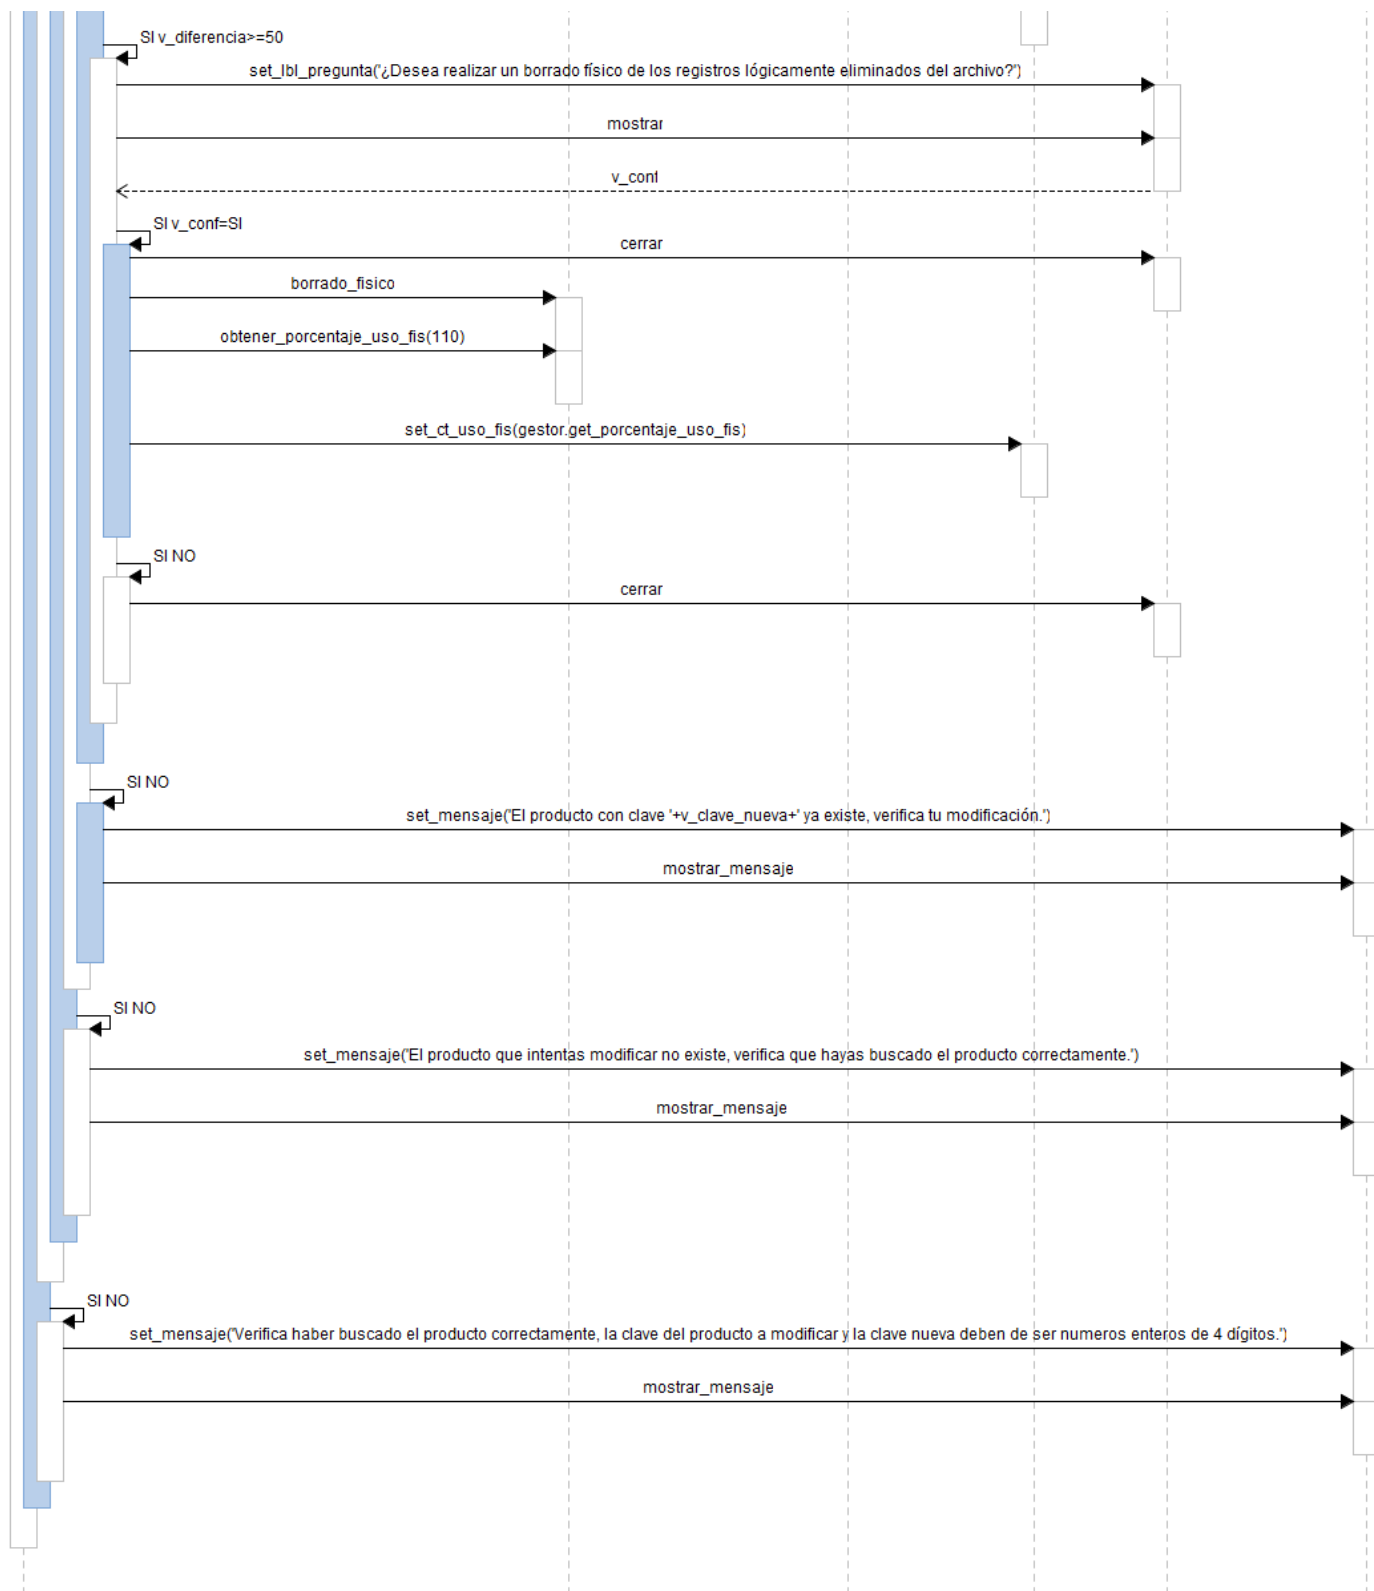 SI v_diferencia>=50
set_lbl_pregunta('¿Desea realizar un borrado físico de los registros lógicamente eliminados del archivo?')
mostrar
v_conf
SI v_conf=SI
cerrar
borrado_fisico
obtener_porcentaje_uso_fis(110)
set_ct_uso_fis(gestor.get_porcentaje_uso_fis)
SI NO
cerrar
SI NO
set_mensaje('El producto con clave '+v_clave_nueva+' ya existe, verifica tu modificación.')
mostrar_mensaje
SI NO
set_mensaje('El producto que intentas modificar no existe, verifica que hayas buscado el producto correctamente.')
mostrar_mensaje
SI NO
set_mensaje('Verifica haber buscado el producto correctamente, la clave del producto a modificar y la clave nueva deben de ser numeros enteros de 4 dígitos.')
mostrar_mensaje